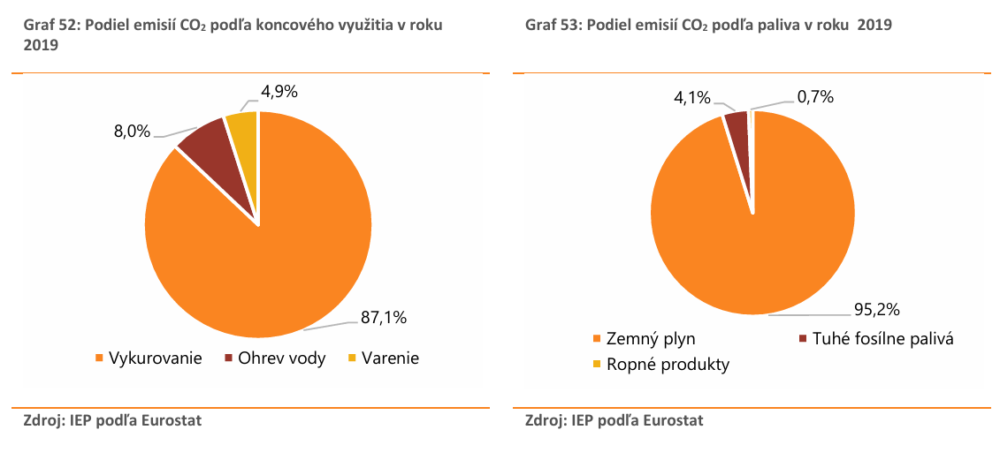 Graf 52: Podiel emisií CO₂ podľa koncového využitia v roku
2019
4,9%
8,0%
87,1%
Vykurovanie
Ohrev vody
Varenie
Zdroj: IEP podľa Eurostat
Graf 53: Podiel emisií CO₂ podľa paliva v roku 2019
4,1%
0,7%
95,2%
Zemný plyn
Tuhé fosílne palivá
Ropné produkty
Zdroj: IEP podľa Eurostat